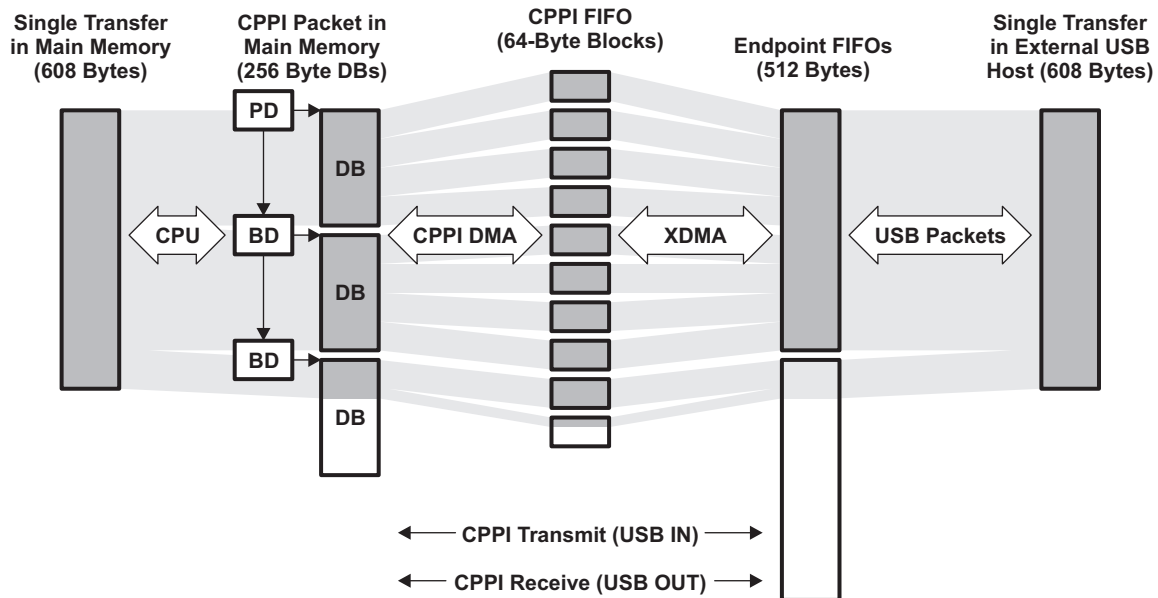 Single Transfer
in Main Memory
(608 Bytes)
CPPI Packet in
Main Memory
(256 Byte DBs)
CPPI FIFO
(64-Byte Blocks)
Endpoint FIFOs
(512 Bytes)
Single Transfer
in External USB
Host (608 Bytes)
PD
DB
CPU
BD
CPPI DMA
XDMA
USB Packets
DB
BD
DB
CPPI Transmit (USB IN)
CPPI Receive (USB OUT)